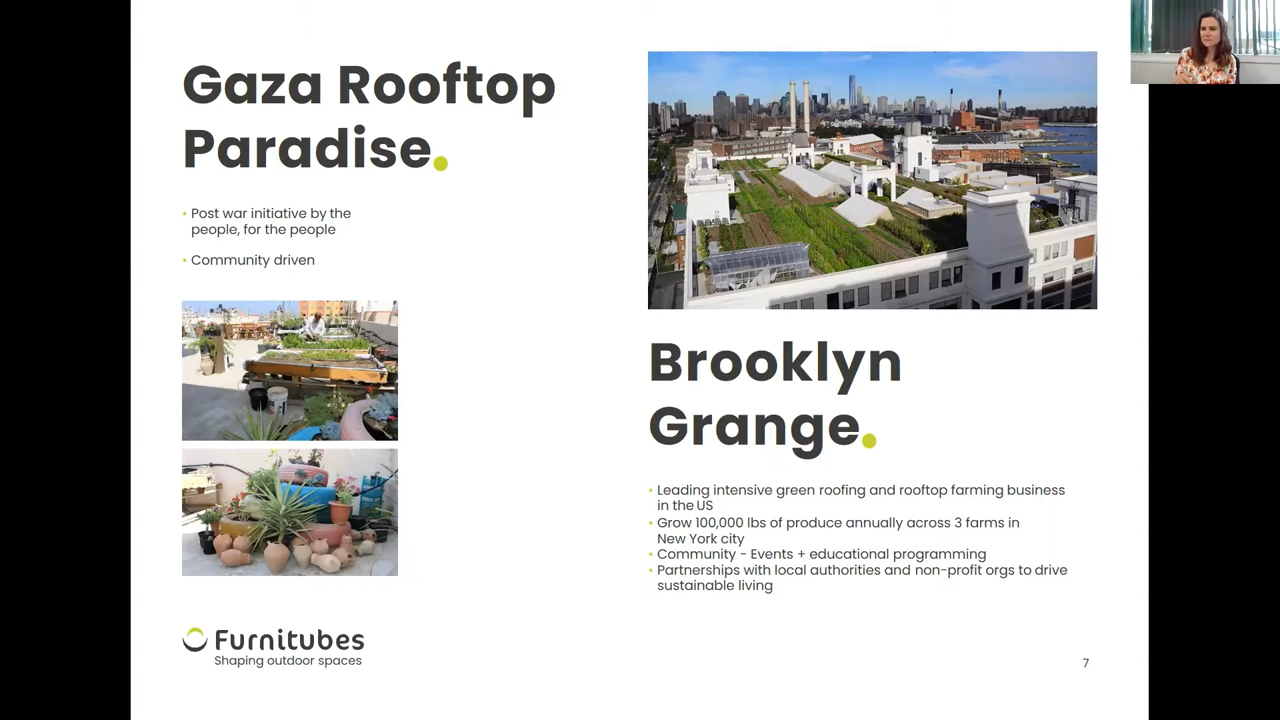 Gaza Rooftop
Paradise.
• Post war initiative by the
people, for the people
• Community driven
Brooklyn
Grange.
• Leading intensive green roofing and rooftop farming business
in the US
• Grow 100,000 lbs of produce annually across 3 farms in
New York city
• Community - Events + educational programming
• Partnerships with local authorities and non-profit orgs to drive
sustainable living
Furnitubes
Shaping outdoor spaces
7